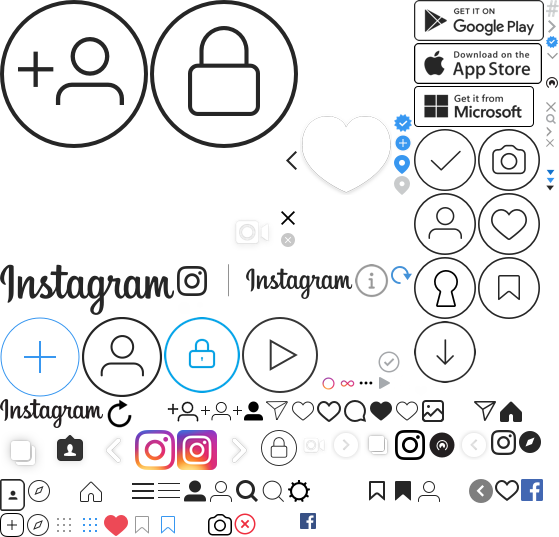 GET IT ON
Google Play
Download on the
App Store
Get it from
Microsoft
Instagram
Instagram
Instagram